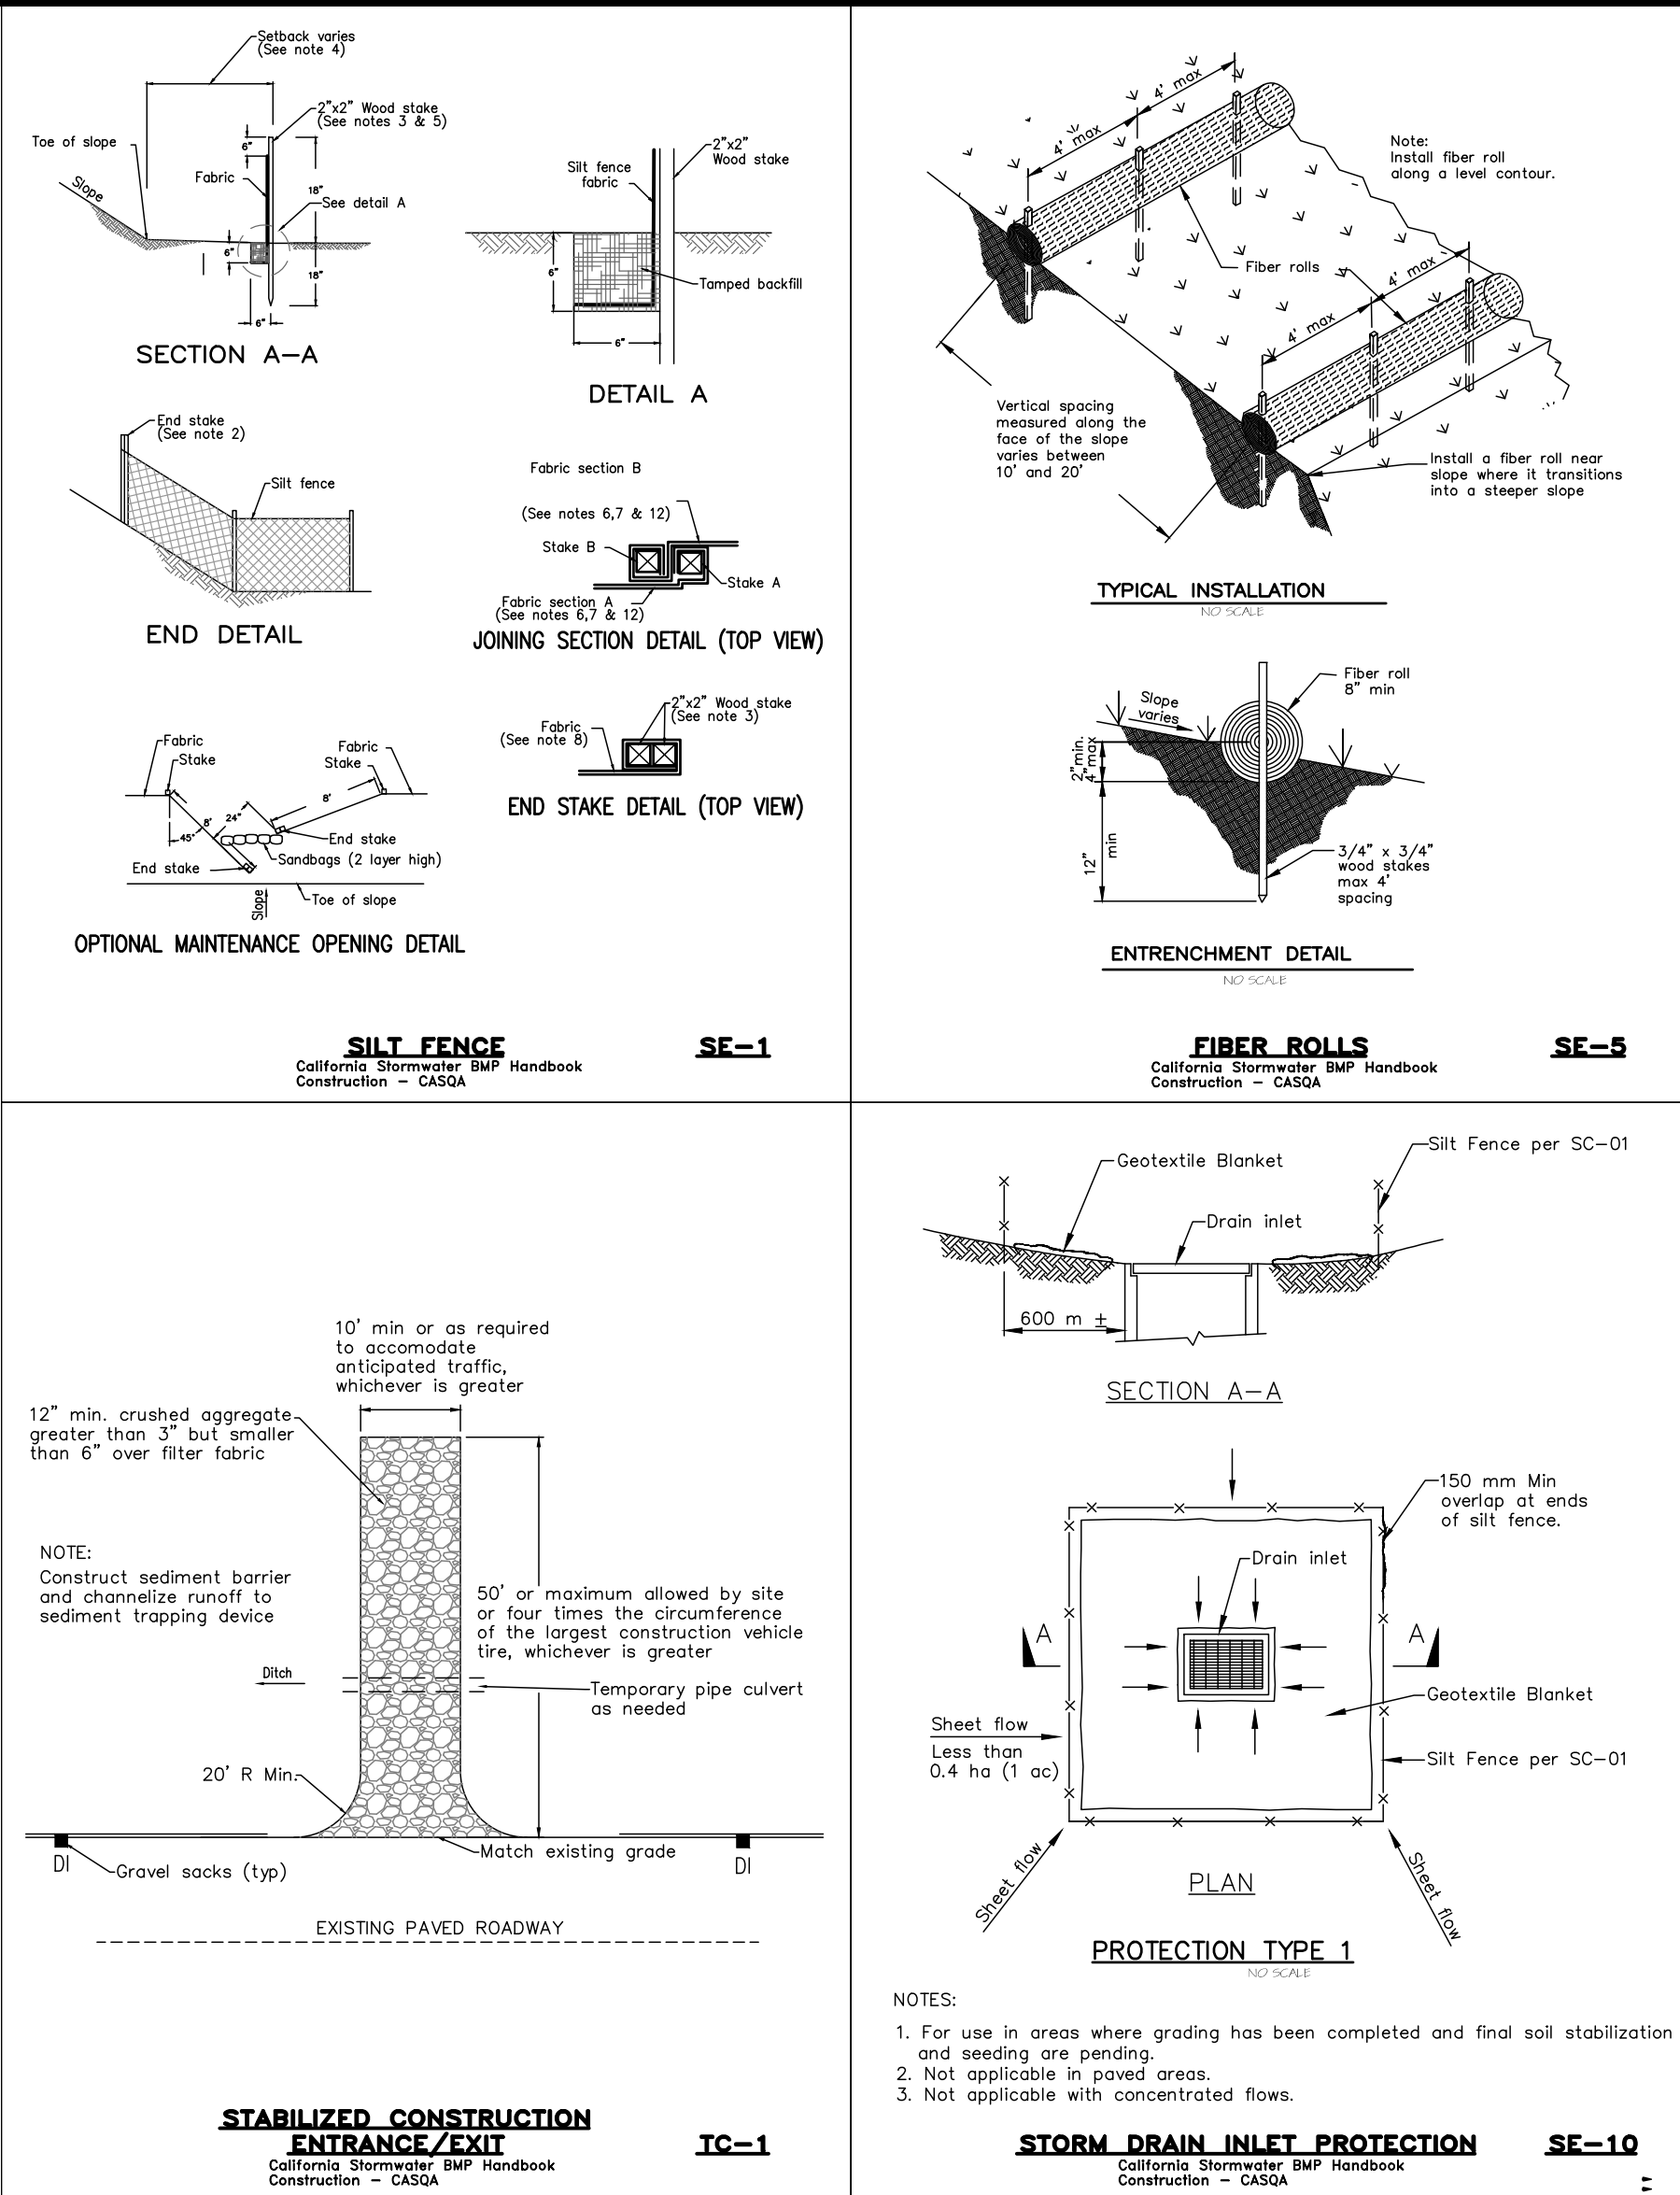 Setback varies
(See note 4)
2"x2" Wood stake
(See notes 3 & 5)
Toe of slope
6"
Fabric
18"
Slope
See detail A
6"
18"
6"
SECTION A-A
2"x2"
Wood stake
Silt fence
fabric
6"
Tamped backfill
6"
DETAIL A
End stake
(See note 2)
Silt fence
END DETAIL
Fabric section B
(See notes 6,7 & 12)
Stake B
Stake A
Fabric section A
(See notes 6,7 & 12)
JOINING SECTION DETAIL (TOP VIEW)
2"x2" Wood stake
(See note 3)
Fabric
(See note 8)
END STAKE DETAIL (TOP VIEW)
Fabric
Stake
Fabric
Stake
8'
24"
8'
45°
End stake
Sandbags (2 layer high)
End stake
Toe of slope
Slope
OPTIONAL MAINTENANCE OPENING DETAIL
SILT FENCE
SE-1
California Stormwater BMP Handbook
Construction - CASQA
4' max
4' max
Note:
Install fiber roll
along a level contour.
Fiber rolls
4' max
4' max
Vertical spacing
measured along the
face of the slope
varies between
10' and 20'
Install a fiber roll near
slope where it transitions
into a steeper slope
TYPICAL INSTALLATION
NO SCALE
Fiber roll
8" min
Slope
varies
2"min.
4"max
12"
min
3/4" x 3/4"
wood stakes
max 4'
spacing
ENTRENCHMENT DETAIL
NO SCALE
FIBER ROLLS
SE-5
California Stormwater BMP Handbook
Construction - CASQA
10' min or as required
to accomodate
anticipated traffic,
whichever is greater
12" min. crushed aggregate
greater than 3" but smaller
than 6" over filter fabric
NOTE:
Construct sediment barrier
and channelize runoff to
sediment trapping device
50' or maximum allowed by site
or four times the circumference
of the largest construction vehicle
tire, whichever is greater
Ditch
Temporary pipe culvert
as needed
20' R Min.
Match existing grade
DI
Gravel sacks (typ)
DI
EXISTING PAVED ROADWAY
STABILIZED CONSTRUCTION
ENTRANCE/EXIT
TC-1
California Stormwater BMP Handbook
Construction - CASQA
Silt Fence per SC-01
Geotextile Blanket
Drain inlet
600 m ±
SECTION A-A
150 mm Min
overlap at ends
of silt fence.
Drain inlet
A
A
Geotextile Blanket
Sheet flow
Less than
0.4 ha (1 ac)
Silt Fence per SC-01
Sheet flow
Sheet flow
PLAN
PROTECTION TYPE 1
NO SCALE
NOTES:
1. For use in areas where grading has been completed and final soil stabilization
and seeding are pending.
2. Not applicable in paved areas.
3. Not applicable with concentrated flows.
STORM DRAIN INLET PROTECTION
SE-10
California Stormwater BMP Handbook
Construction - CASQA